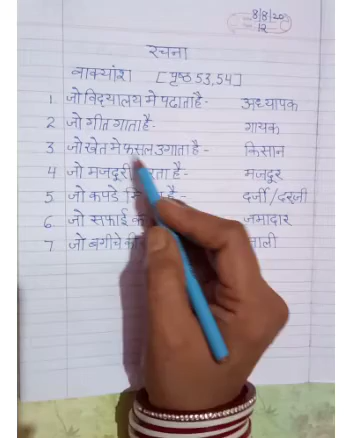 8/8/20
12
रचना
वाक्यांश [पृष्ठ 53,54]
1 जो विद्यालय मे पढाता है - अध्यापक
2 जो गीत गाता है - गायक
3 जो खेत मे फसल उगाता है - किसान
4 जो मजदूरी है - मजदूर
5 जो कपडे है - दर्जी/दरजी
6. जो सफाई जमादार
7 जो बगीचे